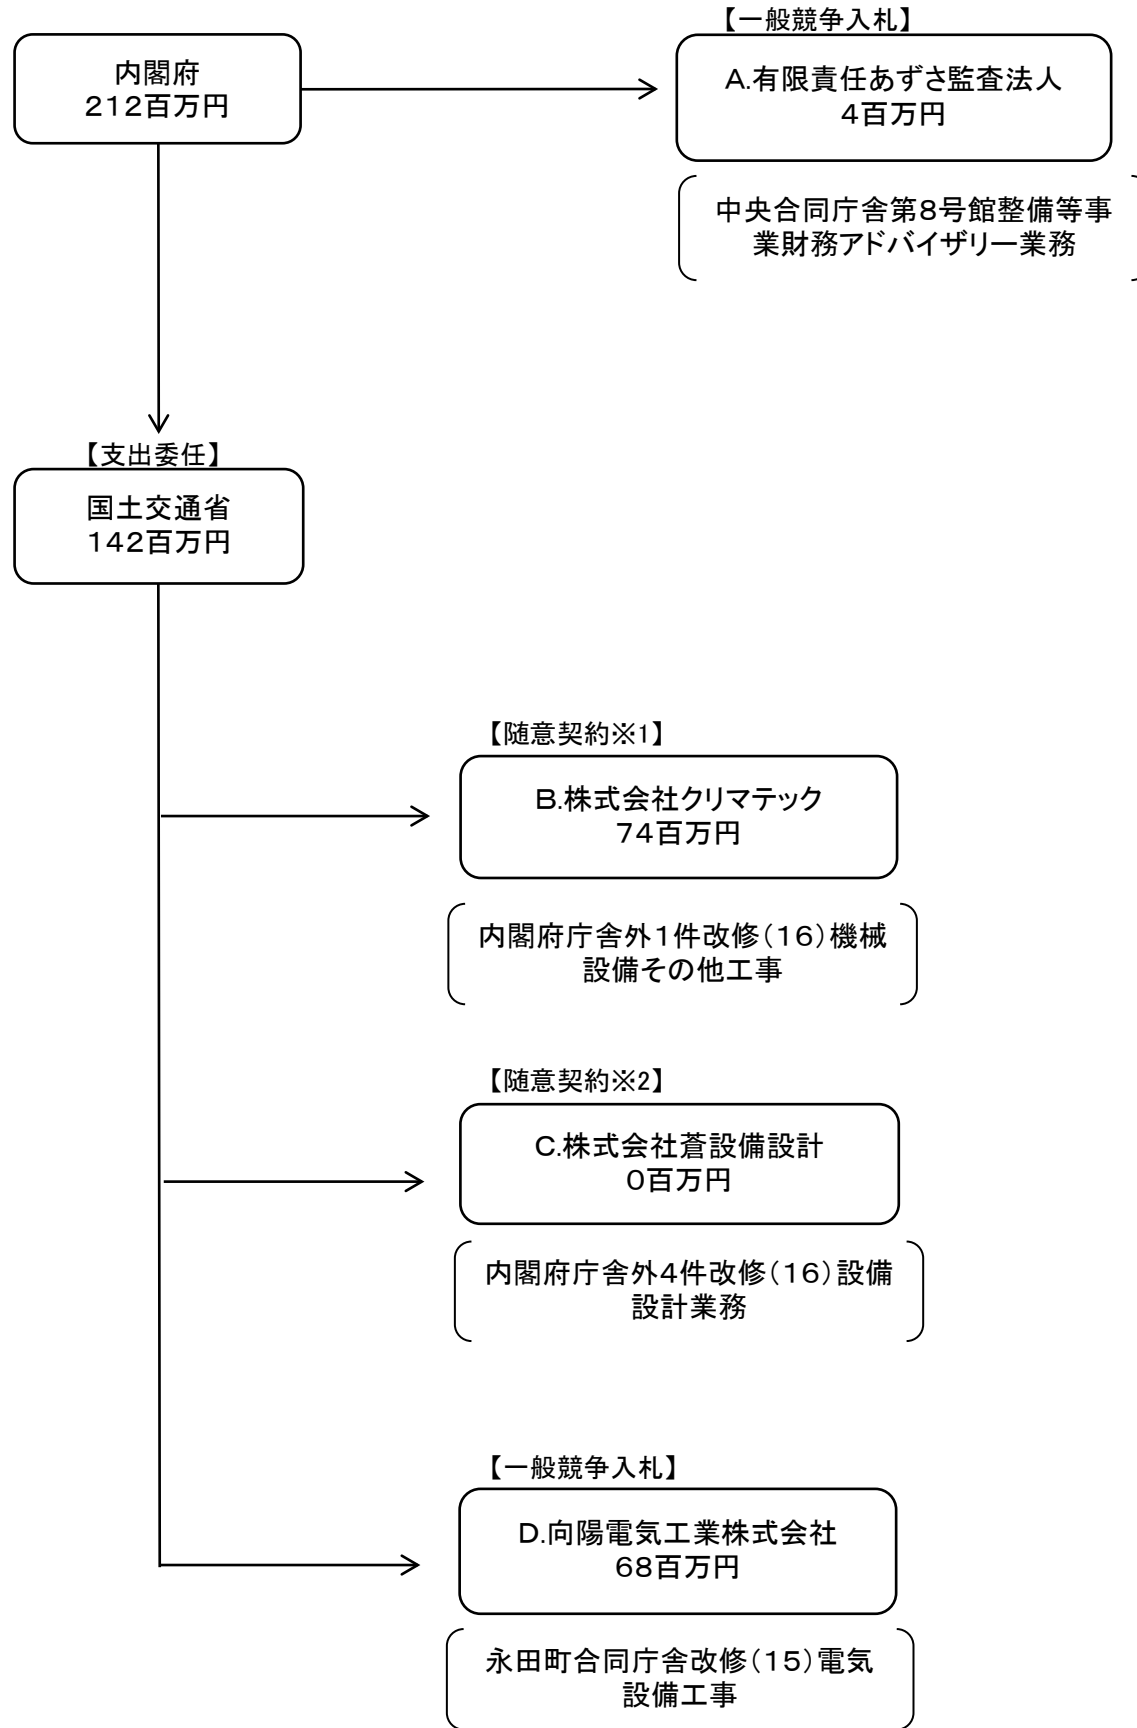 【一般競争入札】
内閣府
212百万円
A.有限責任あずさ監査法人
4百万円
中央合同庁舎第8号館整備等事
業財務アドバイザリー業務
【支出委任】
国土交通省
142百万円
【随意契約※1】
B.株式会社クリマテック
74百万円
内閣府庁舎外1件改修(16)機械
設備その他工事
【随意契約※2】
C.株式会社蒼設備設計
0百万円
内閣府庁舎外4件改修(16)設備
設計業務
【一般競争入札】
D.向陽電気工業株式会社
68百万円
永田町合同庁舎改修(15)電気
設備工事